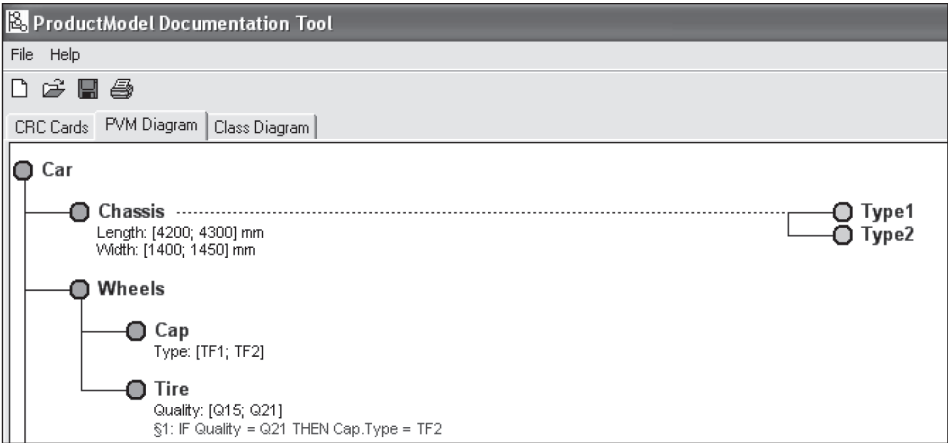 ProductModel Documentation Tool
File Help
CRC Cards PVM Diagram Class Diagram
Car
Chassis Type1
Length: [4200; 4300] mm Type2
Width: [1400; 1450] mm
Wheels
Cap
Type: [TF1; TF2]
Tire
Quality: [Q15; Q21]
§1: IF Quality = Q21 THEN Cap.Type = TF2